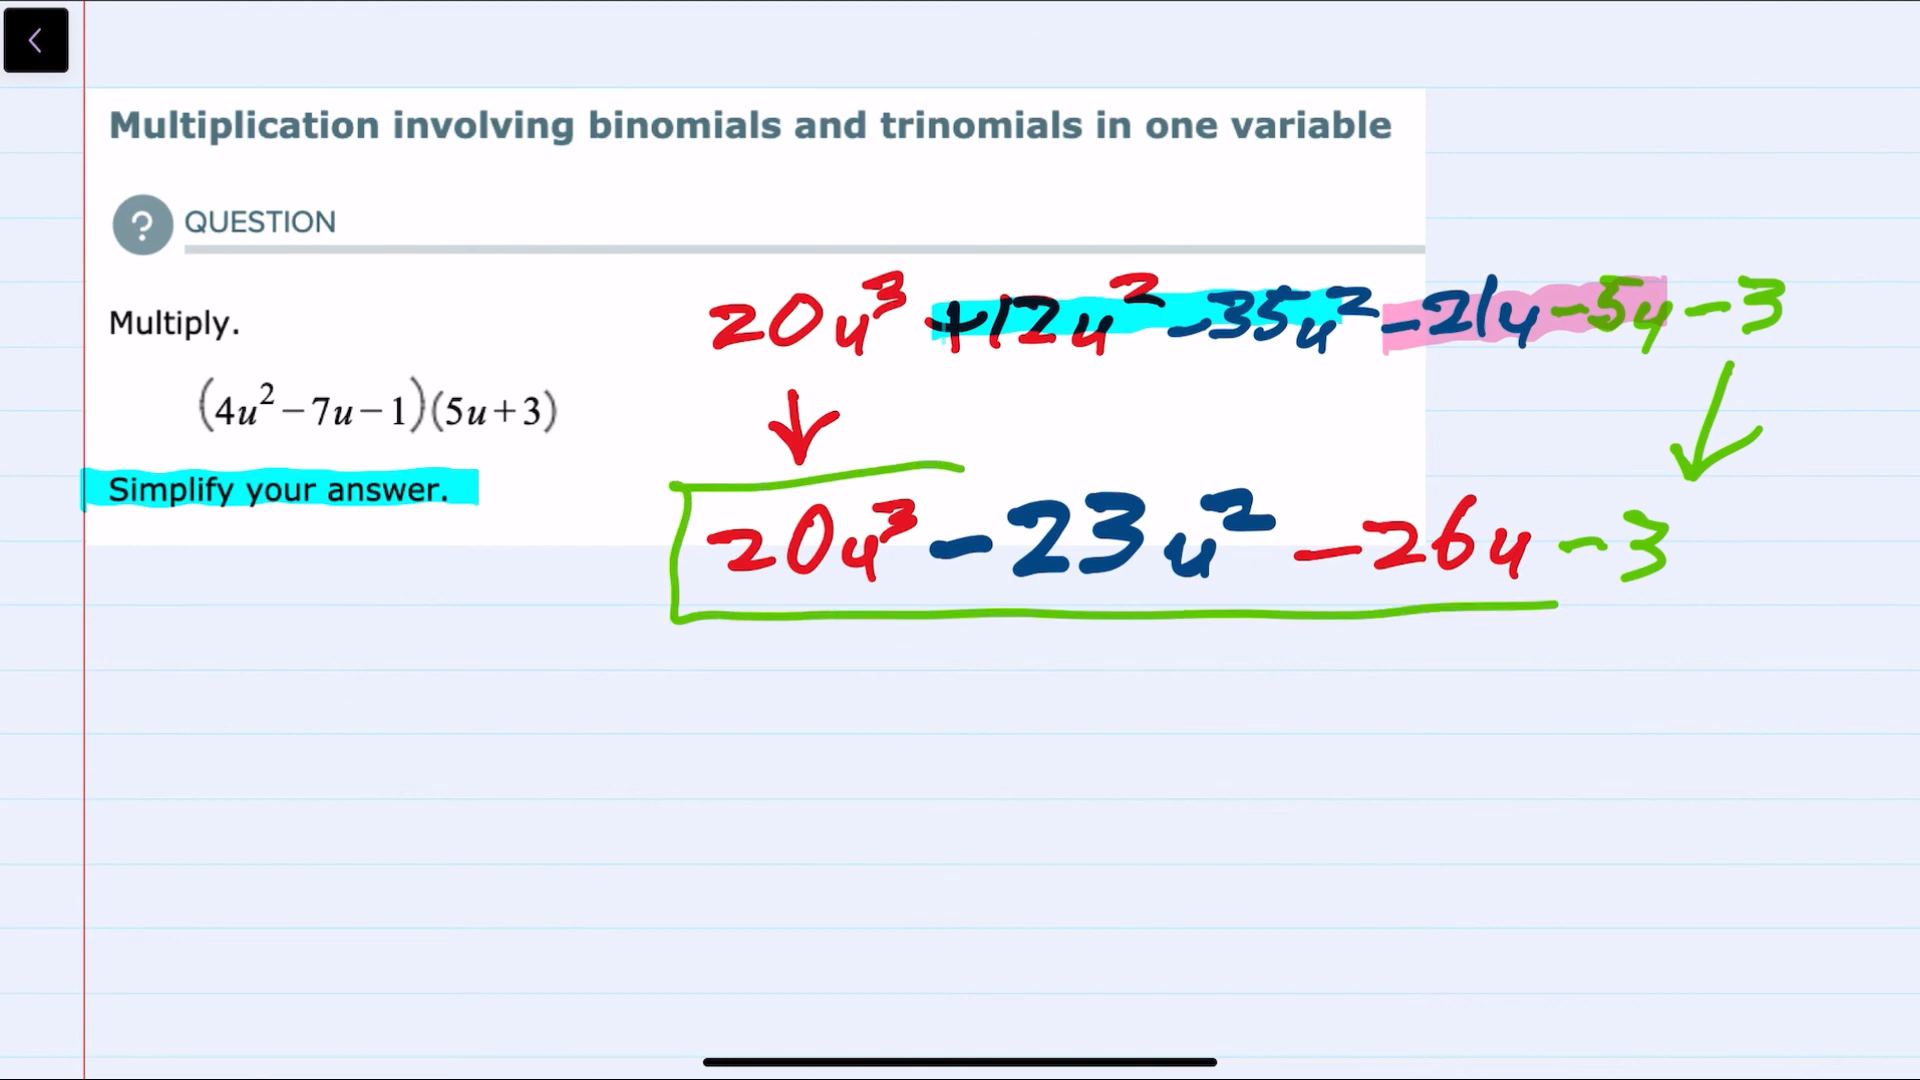 Multiplication involving binomials and trinomials in one variable
? QUESTION
Multiply.
(4u² – 7u – 1)(5u + 3)
Simplify your answer.
20u³ +12u² -35u² -21u -5u -3
20u³ -23u² -26u -3